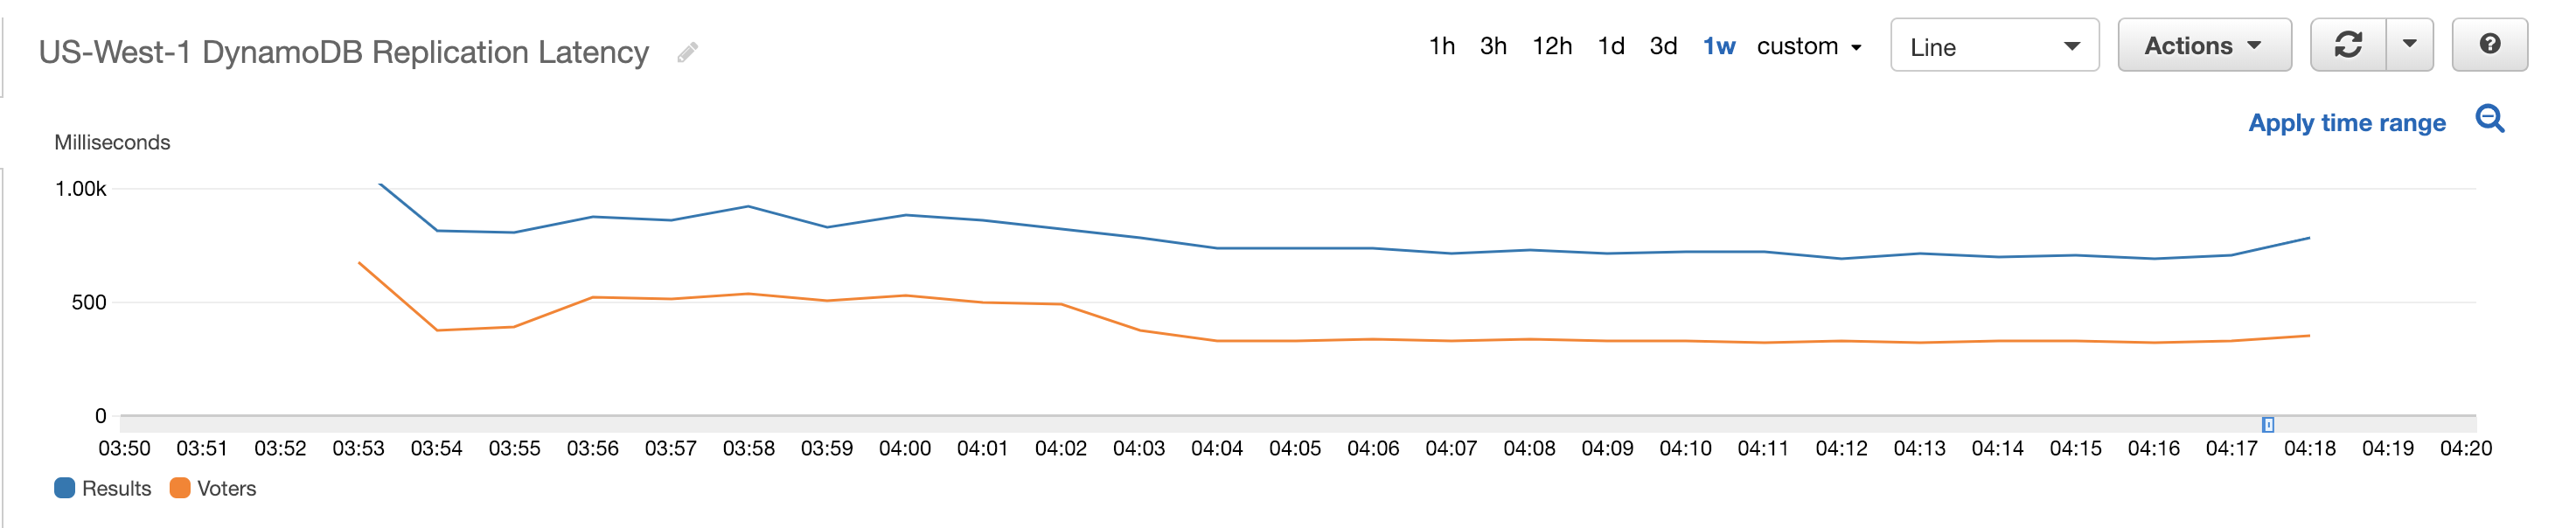 US-West-1 DynamoDB Replication Latency
1h 3h 12h 1d 3d 1w custom
Line
Actions
Apply time range
Milliseconds
1.00k
500
0
03:50 03:51 03:52 03:53 03:54 03:55 03:56 03:57 03:58 03:59 04:00 04:01 04:02 04:03 04:04 04:05 04:06 04:07 04:08 04:09 04:10 04:11 04:12 04:13 04:14 04:15 04:16 04:17 04:18 04:19 04:20
Results Voters